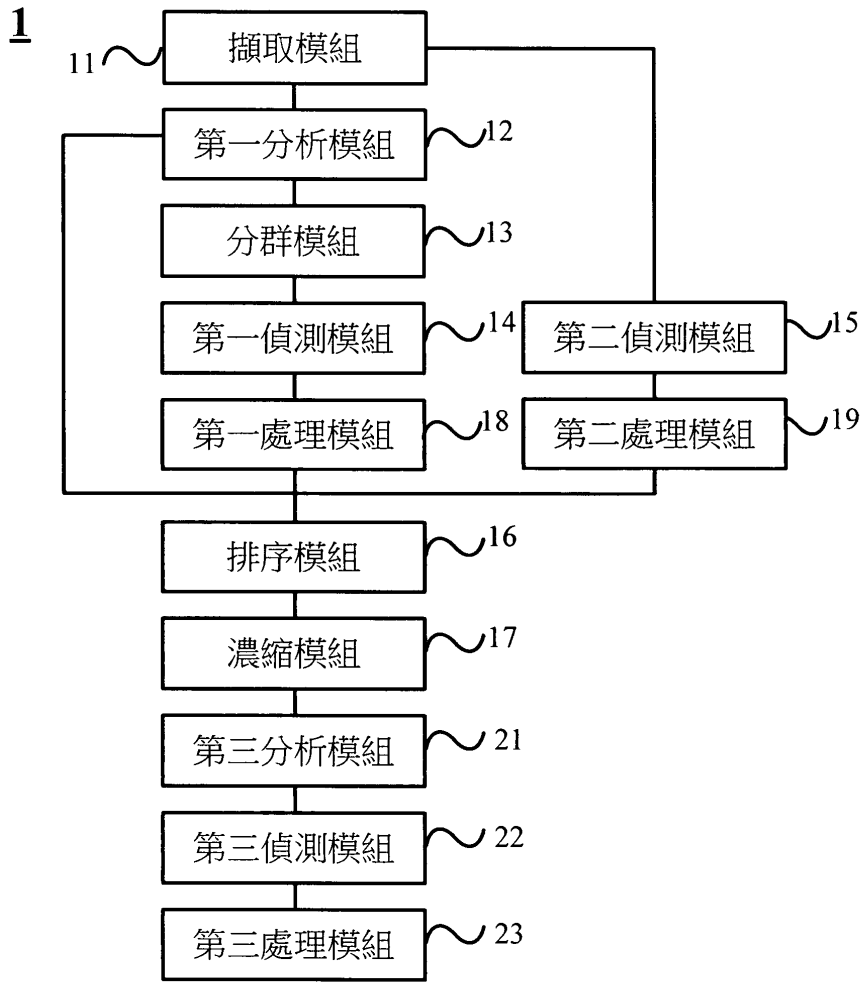 1
11
擷取模組
第一分析模組
12
分群模組
13
第一偵測模組
14
第二偵測模組
15
第一處理模組
18
第二處理模組
19
排序模組
16
濃縮模組
17
第三分析模組
21
第三偵測模組
22
第三處理模組
23